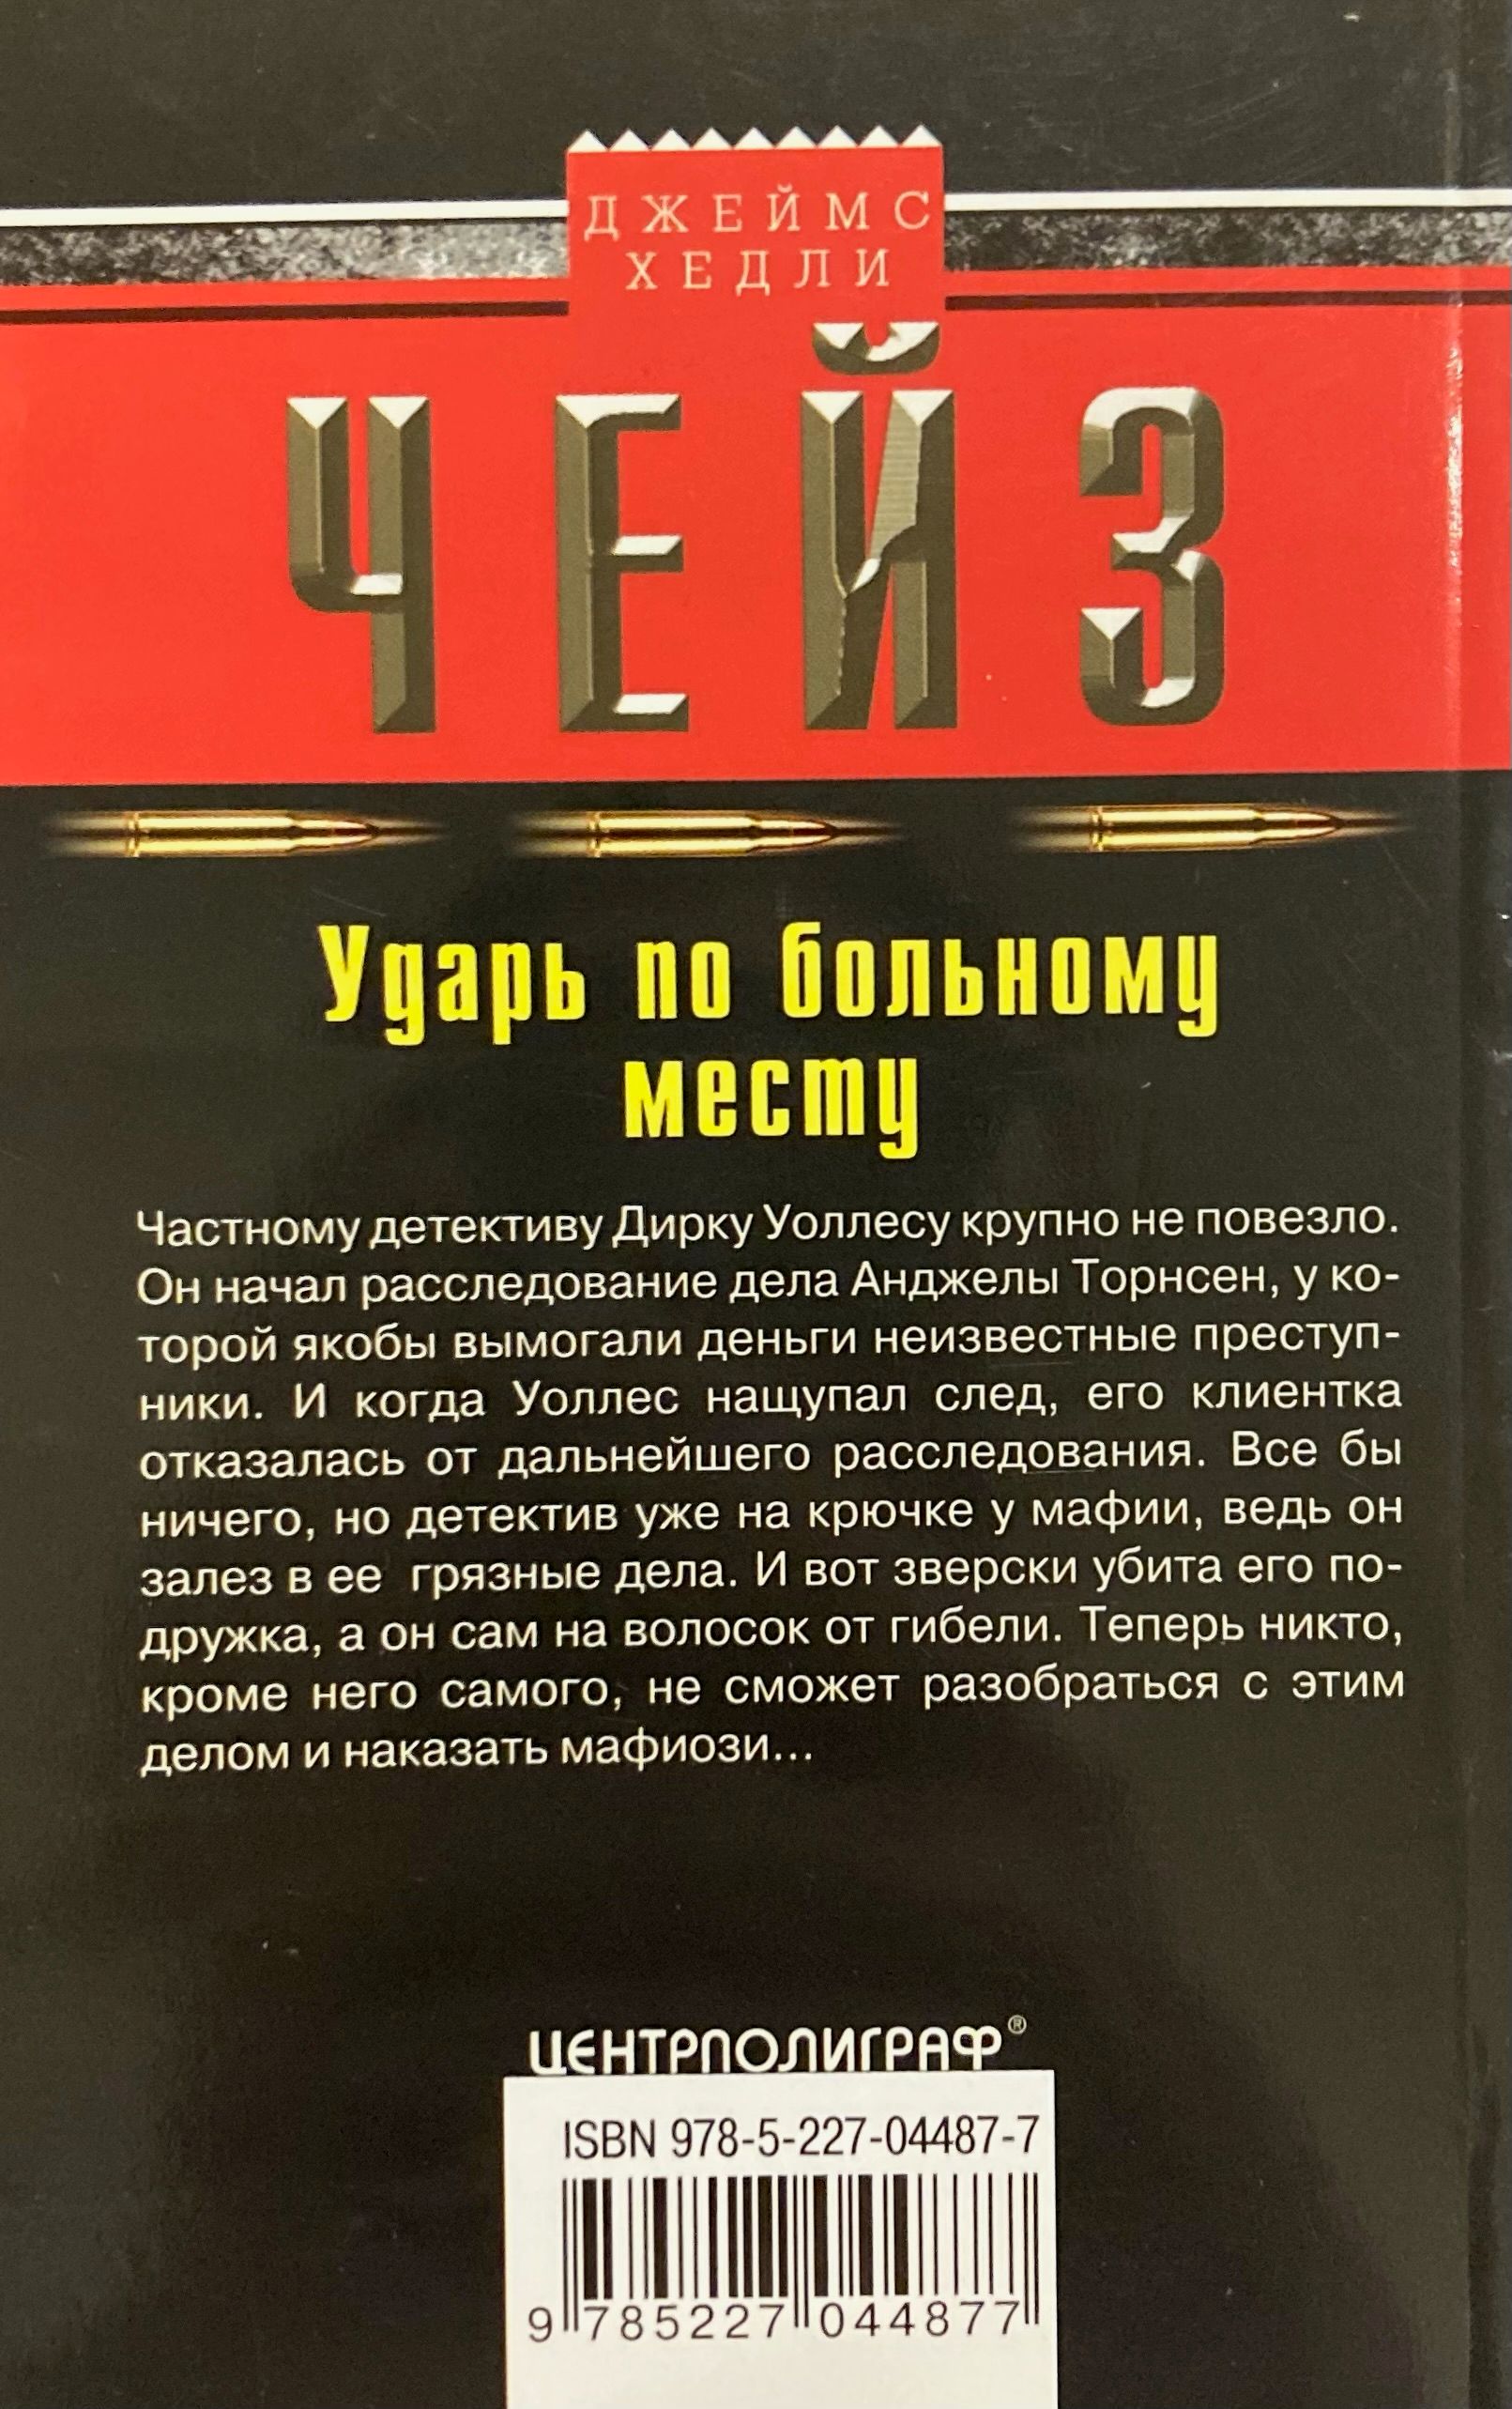 ДЖЕЙМС
ХЕДЛИ
ЧЕЙЗ
Ударь по больному
месту
Частному детективу Дирку Уоллесу крупно не повезло.
Он начал расследование дела Анджелы Торнсен, у ко-
торой якобы вымогали деньги неизвестные преступ-
ники. И когда Уоллес нащупал след, его клиентка
отказалась от дальнейшего расследования. Все бы
ничего, но детектив уже на крючке у мафии, ведь он
залез в ее грязные дела. И вот зверски убита его по-
дружка, а он сам на волосок от гибели. Теперь никто,
кроме него самого, не сможет разобраться с этим
делом и наказать мафиози...
ЦЕНТРПОЛИГРАФ®
ISBN 978-5-227-04487-7
9 785227 044877